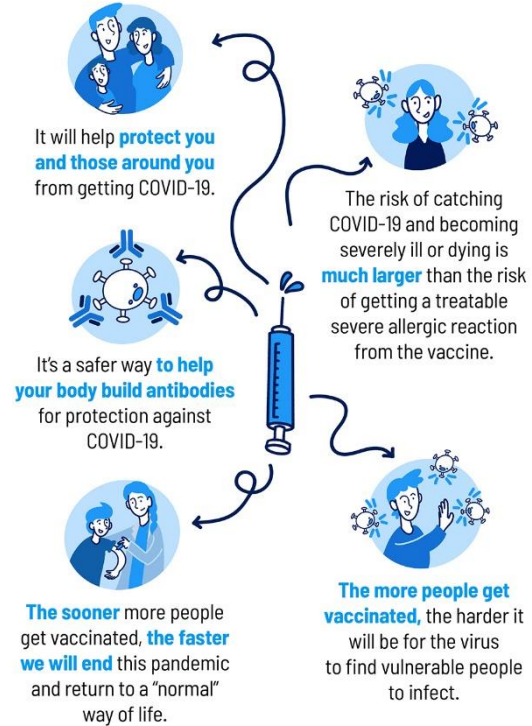 It will help protect you
and those around you
from getting COVID-19.
The risk of catching
COVID-19 and becoming
severely ill or dying is
much larger than the risk
of getting a treatable
severe allergic reaction
from the vaccine.
It's a safer way to help
your body build antibodies
for protection against
COVID-19.
The sooner more people
get vaccinated, the faster
we will end this pandemic
and return to a “normal”
way of life.
The more people get
vaccinated, the harder it
will be for the virus
to find vulnerable people
to infect.